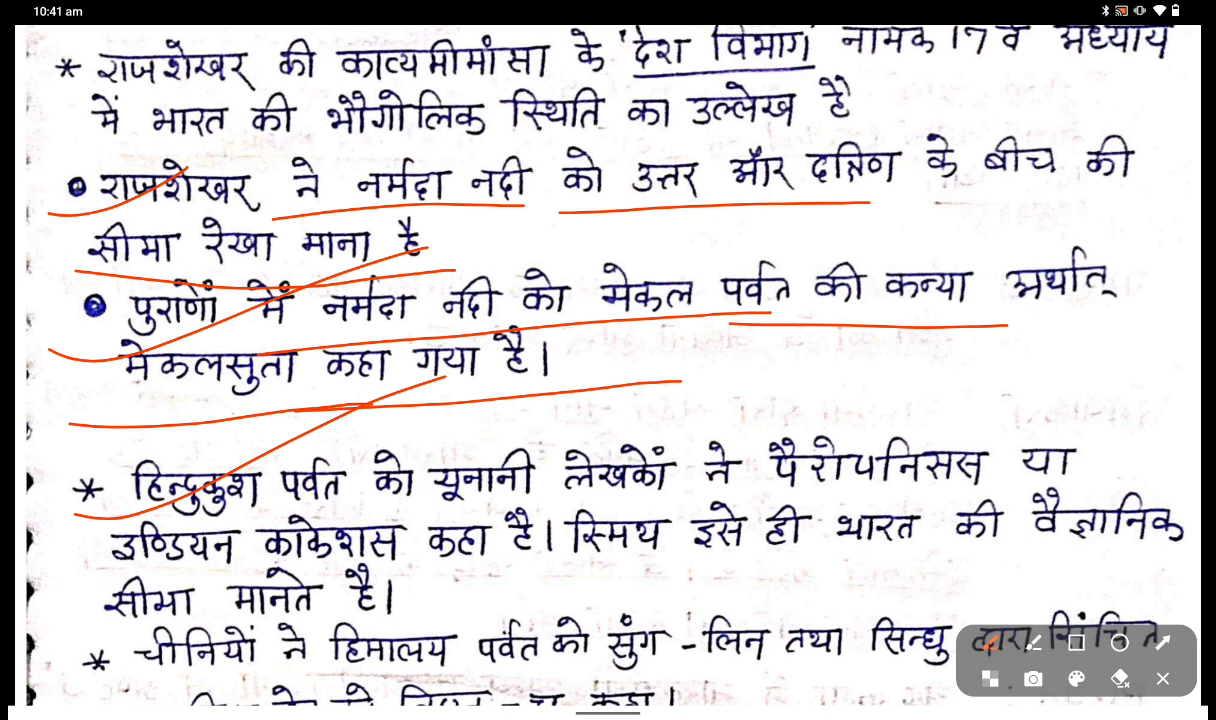 10:41 am
* राजशेखर की काव्यमीमांसा के 'देश विभाग' नामक 17 वें अध्याय
में भारत की भौगोलिक स्थिति का उल्लेख है
• राजशेखर ने नर्मदा नदी को उत्तर और दक्षिण के बीच की
सीमा रेखा माना है
• पुराणों में नर्मदा नदी को मेकल पर्वत की कन्या अर्थात्
मेकलसुता कहा गया है।
* हिन्दुकुश पर्वत को यूनानी लेखकों ने पैरोपनिसस या
इण्डियन काकेशस कहा है। स्मिथ इसे ही भारत की वैज्ञानिक
सीमा मानते है।
* चीनियों ने हिमालय पर्वत को सुंग - लिन तथा सिन्धु द्वारा सिंचित
कहा।